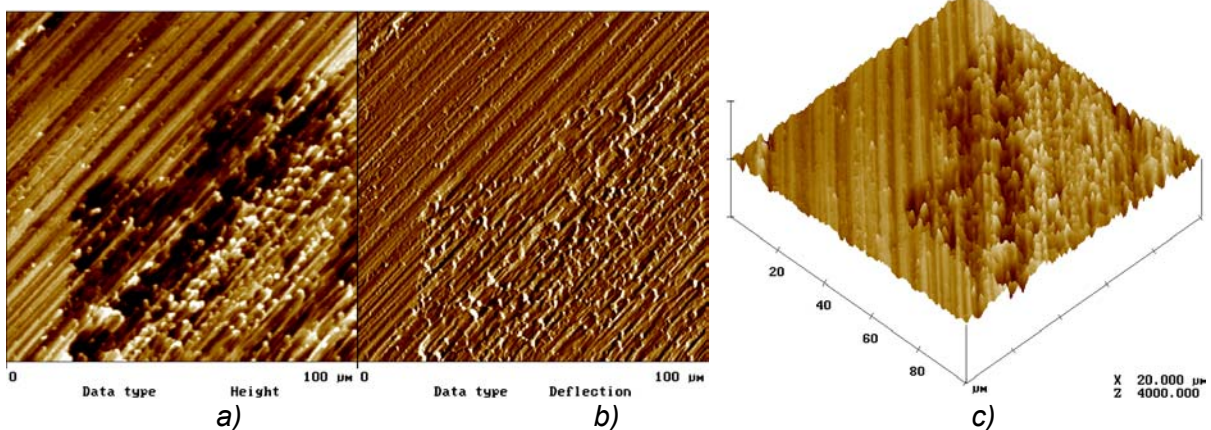 0 100 µm
Data type Height
a)
0 100 µm
Data type Deflection
b)
20
40
60
80
µm
X 20.000 µm
Z 4000.000
c)